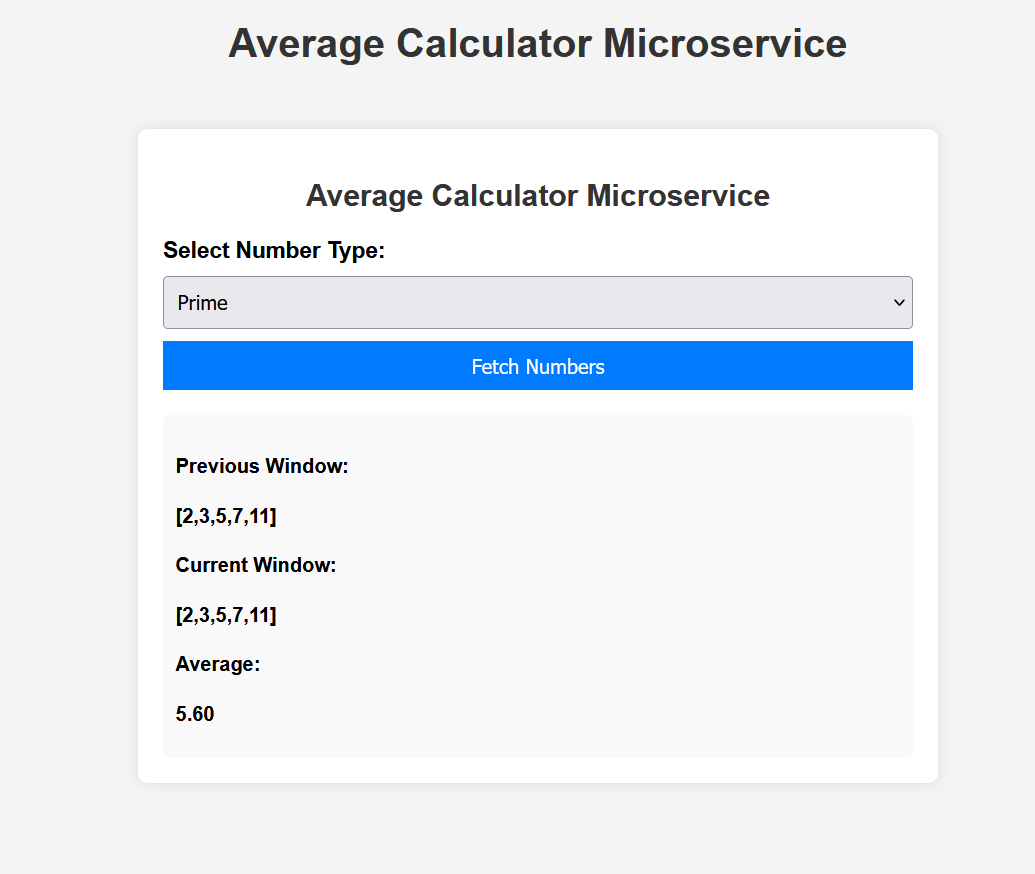 Average Calculator Microservice
Average Calculator Microservice
Select Number Type:
Prime
Fetch Numbers
Previous Window:
[2,3,5,7,11]
Current Window:
[2,3,5,7,11]
Average:
5.60